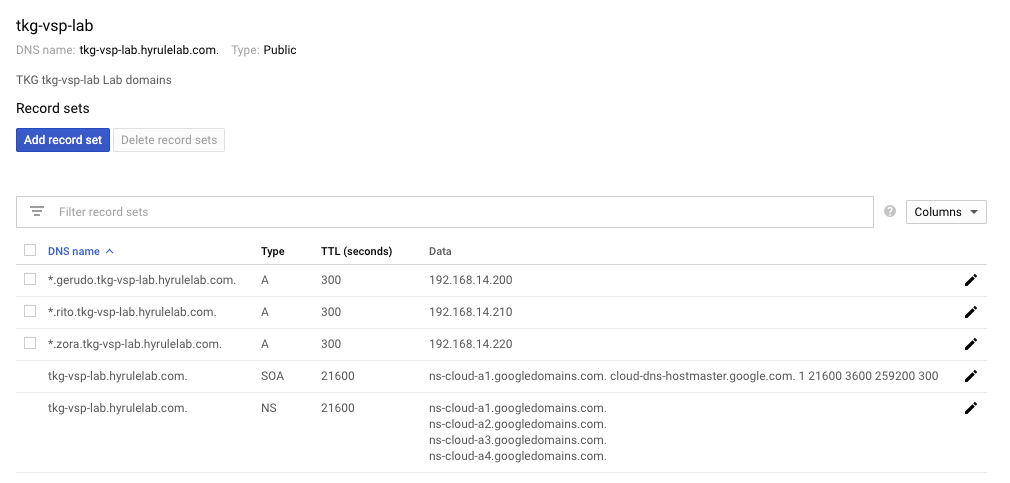 tkg-vsp-lab
DNS name: tkg-vsp-lab.hyrulelab.com. Type: Public
TKG tkg-vsp-lab Lab domains
Record sets
Add record set Delete record sets
Filter record sets ? Columns
DNS name Type TTL (seconds) Data
*.gerudo.tkg-vsp-lab.hyrulelab.com. A 300 192.168.14.200
*.rito.tkg-vsp-lab.hyrulelab.com. A 300 192.168.14.210
*.zora.tkg-vsp-lab.hyrulelab.com. A 300 192.168.14.220
tkg-vsp-lab.hyrulelab.com. SOA 21600 ns-cloud-a1.googledomains.com. cloud-dns-hostmaster.google.com. 1 21600 3600 259200 300
tkg-vsp-lab.hyrulelab.com. NS 21600 ns-cloud-a1.googledomains.com.
ns-cloud-a2.googledomains.com.
ns-cloud-a3.googledomains.com.
ns-cloud-a4.googledomains.com.